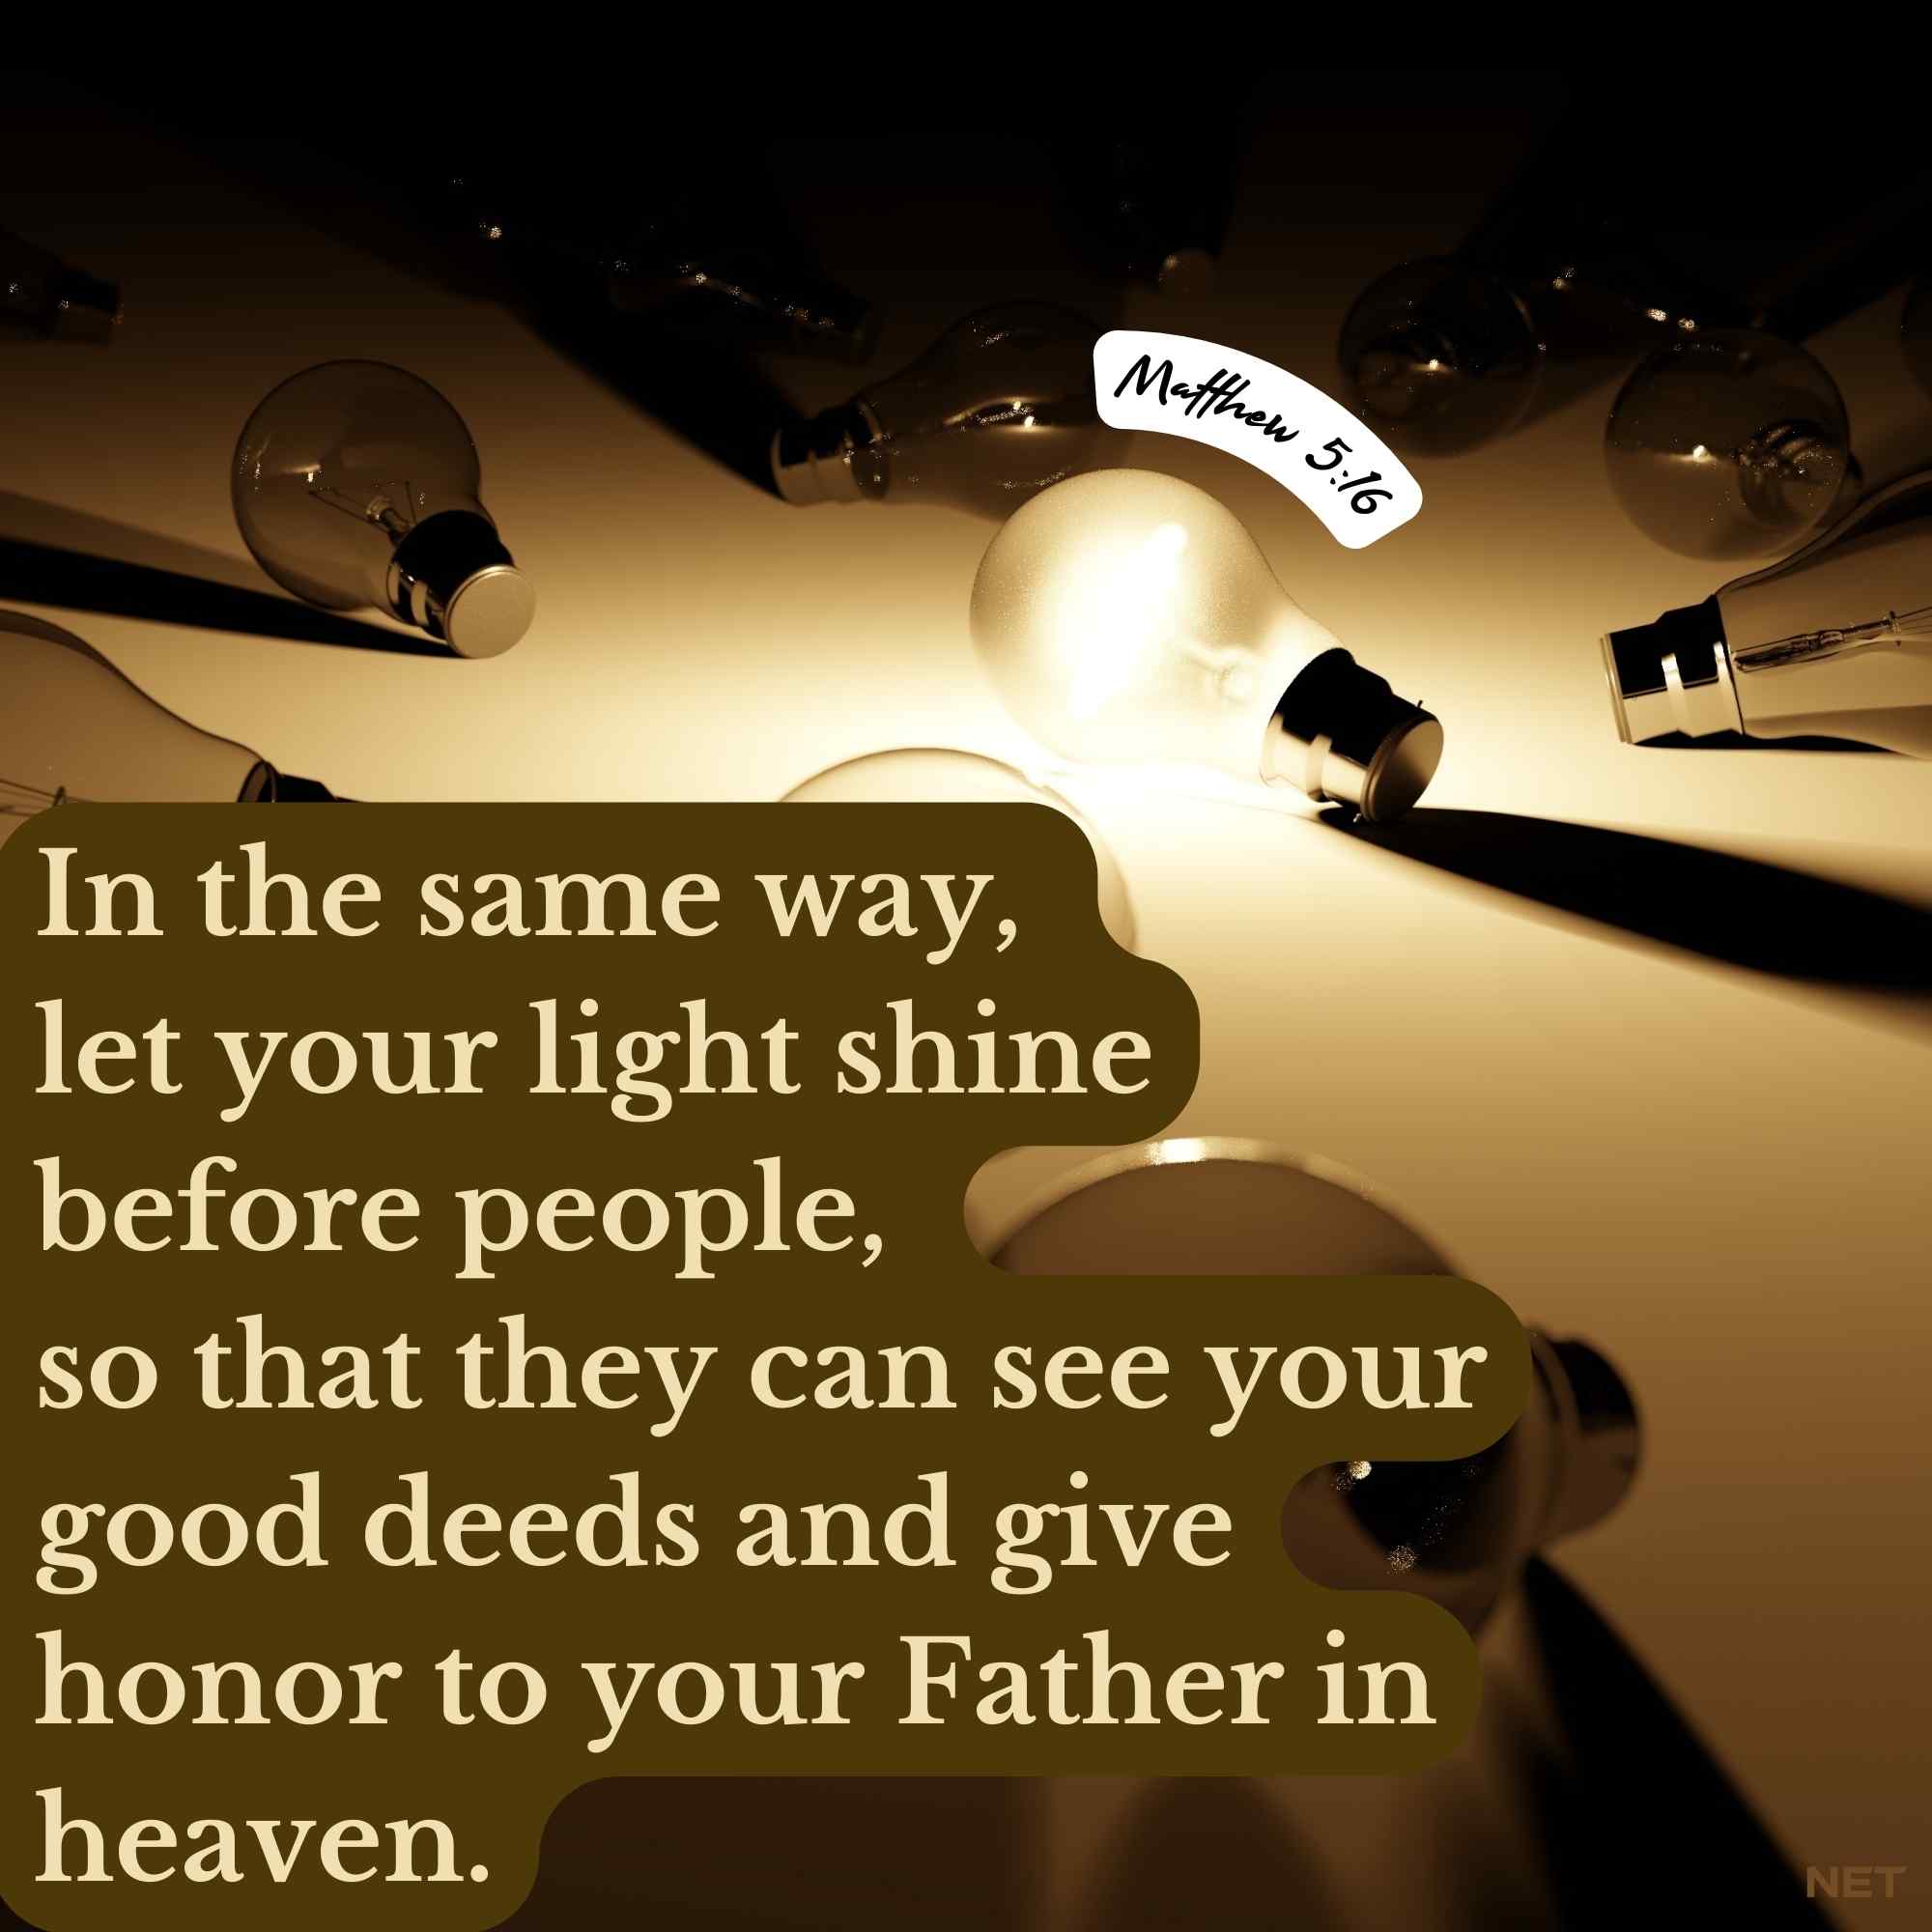 Matthew 5:16
In the same way,
let your light shine
before people,
so that they can see your
good deeds and give
honor to your Father in
heaven.
NET